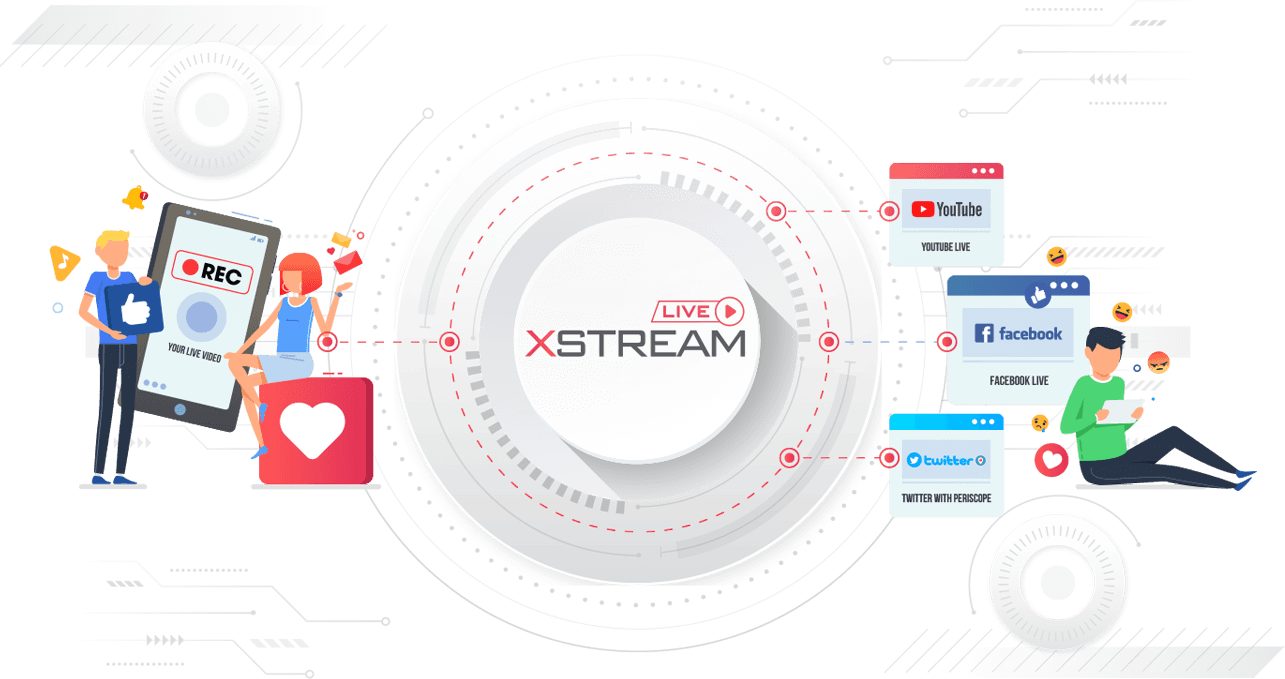 REC
YOUR LIVE VIDEO
LIVE
XSTREAM
YouTube
YOUTUBE LIVE
facebook
FACEBOOK LIVE
twitter
TWITTER WITH PERISCOPE